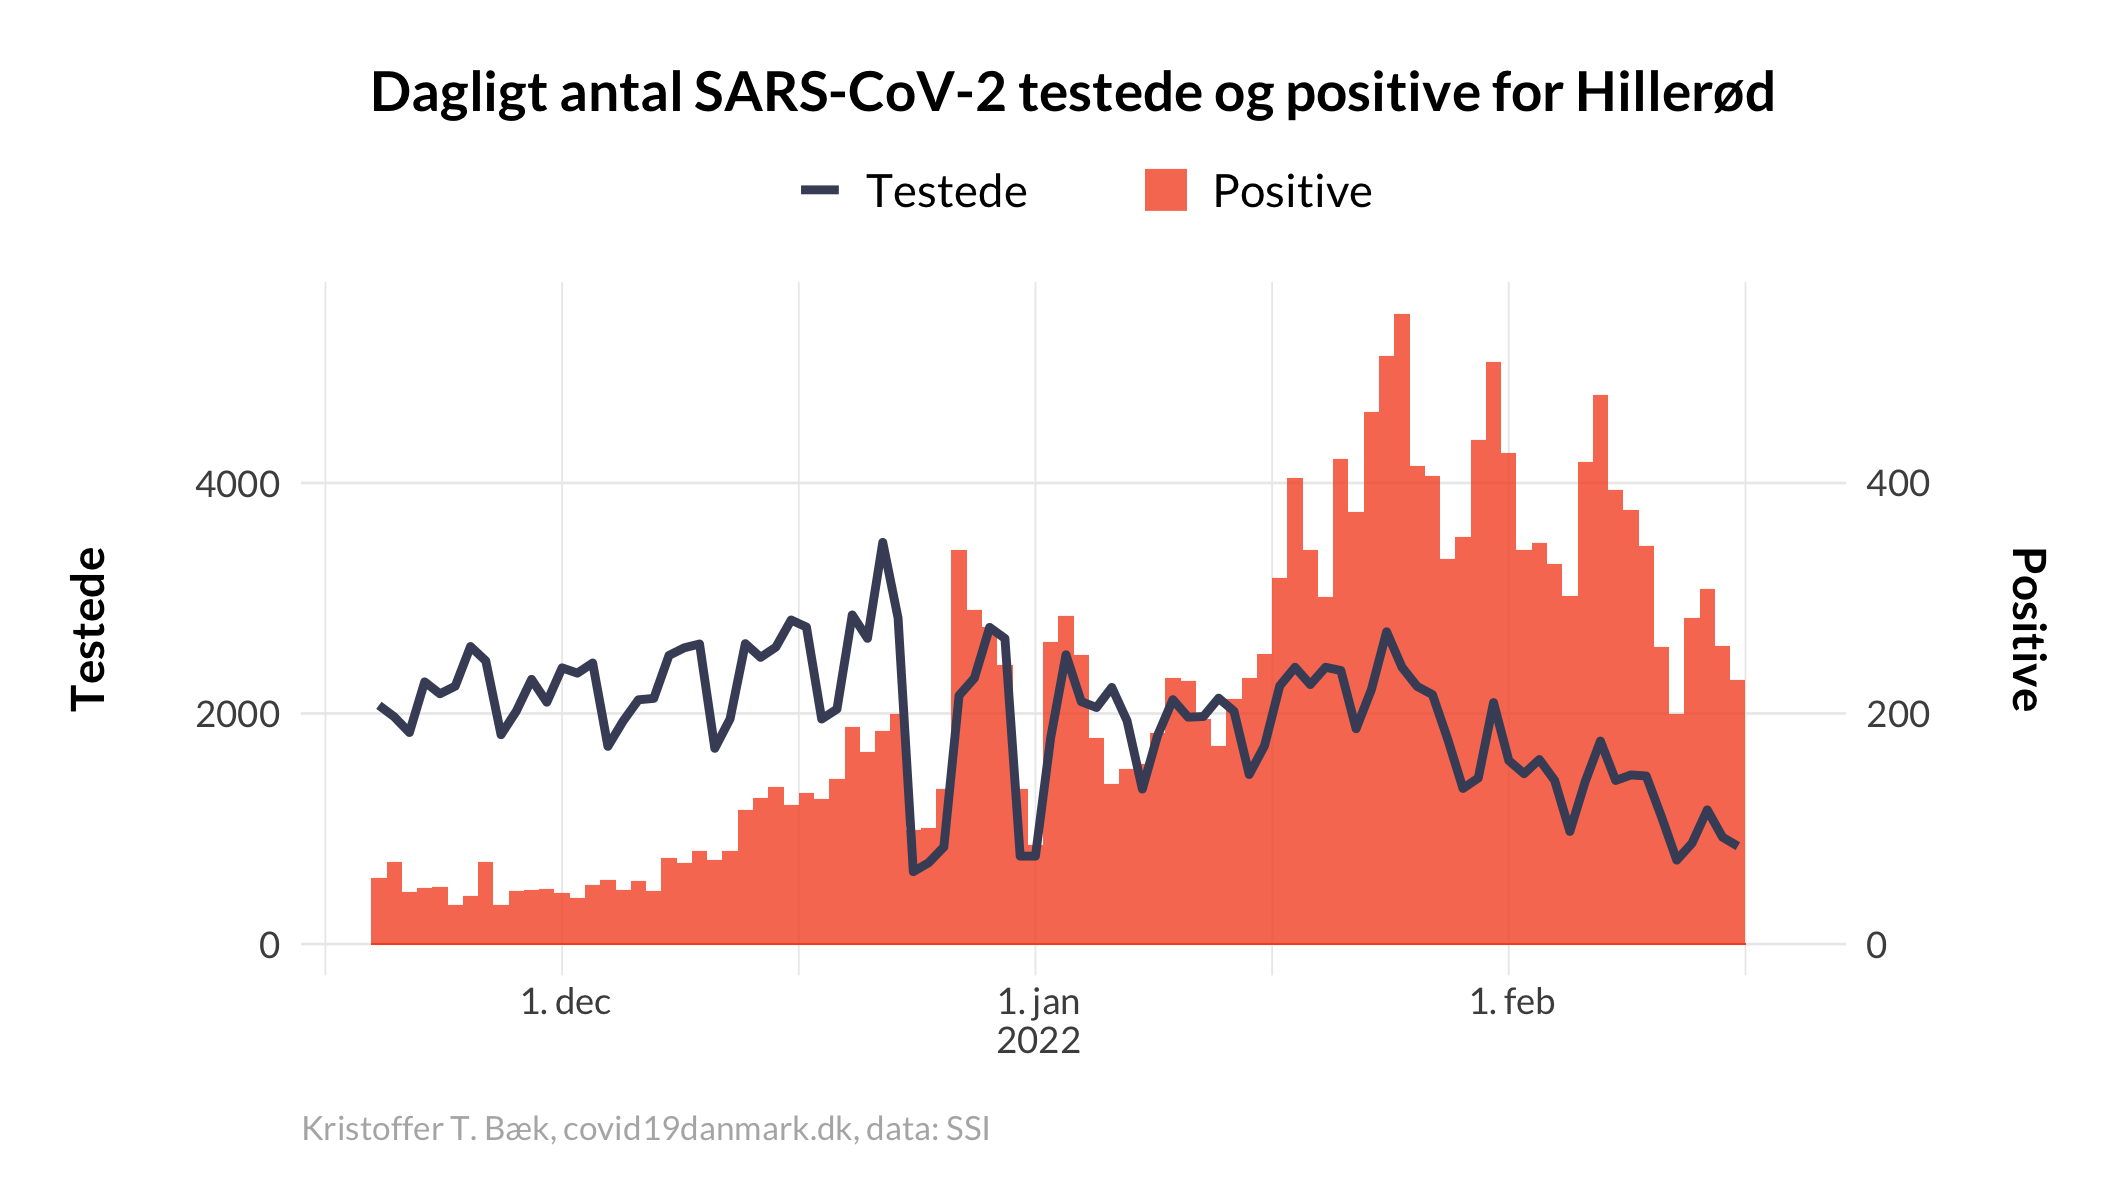 Dagligt antal SARS-CoV-2 testede og positive for Hillerød
Testede
Positive
4000
2000
0
Testede
400
200
0
Positive
1. dec
1. jan
2022
1. feb
Kristoffer T. Bæk, covid19danmark.dk, data: SSI